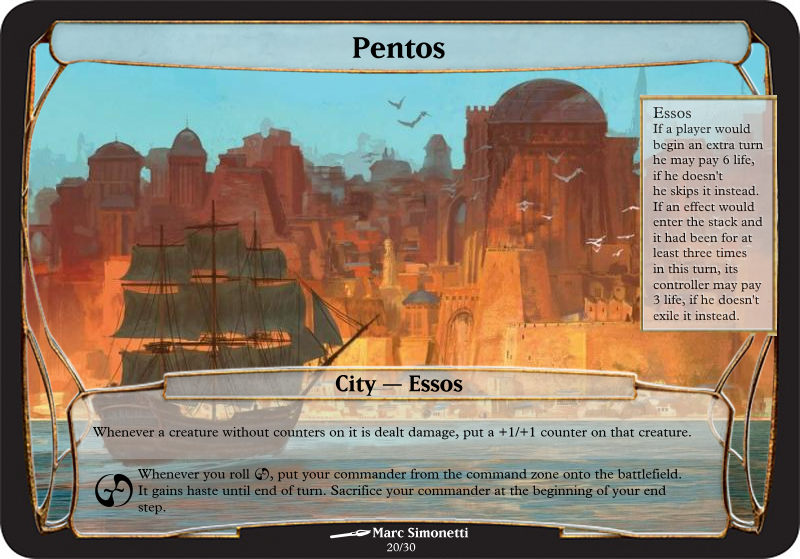 Pentos
Essos
If a player would
begin an extra turn
he may pay 6 life,
if he doesn't
he skips it instead.
If an effect would
enter the stack and
it had been for at
least three times
in this turn, its
controller may pay
3 life, if he doesn't
exile it instead.
City — Essos
Whenever a creature without counters on it is dealt damage, put a +1/+1 counter on that creature.
Whenever you roll , put your commander from the command zone onto the battlefield.
It gains haste until end of turn. Sacrifice your commander at the beginning of your end
step.
Marc Simonetti
20/30